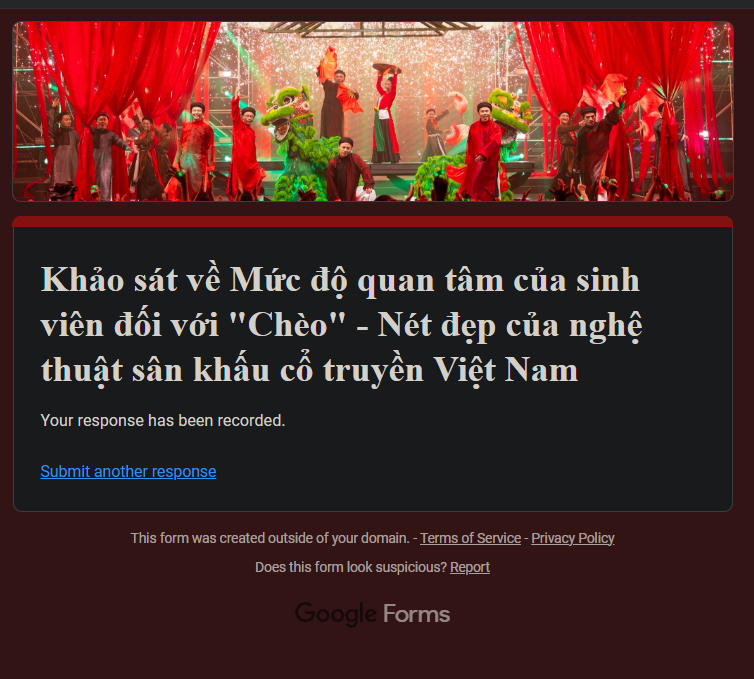 Khảo sát về Mức độ quan tâm của sinh
viên đối với "Chèo" - Nét đẹp của nghệ
thuật sân khấu cổ truyền Việt Nam
Your response has been recorded.
Submit another response
This form was created outside of your domain. - Terms of Service - Privacy Policy
Does this form look suspicious? Report
Google Forms